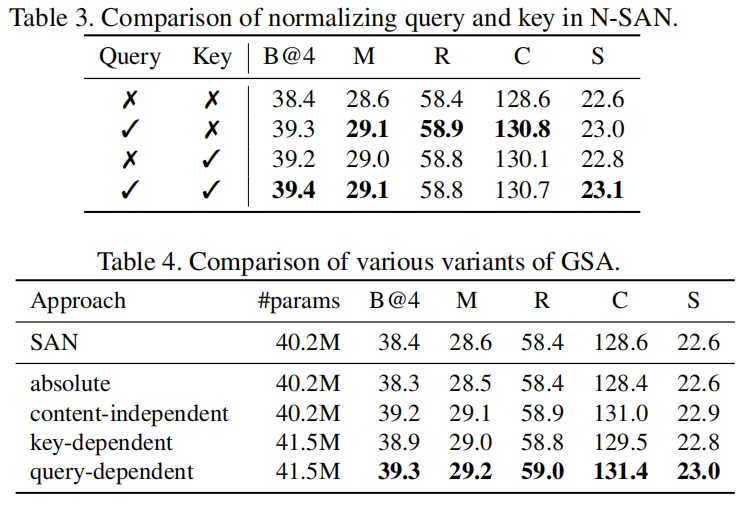 Table 3. Comparison of normalizing query and key in N-SAN.
Query Key B@4 M R C S
✗ ✗ 38.4 28.6 58.4 128.6 22.6
✓ ✗ 39.3 29.1 58.9 130.8 23.0
✗ ✓ 39.2 29.0 58.8 130.1 22.8
✓ ✓ 39.4 29.1 58.8 130.7 23.1
Table 4. Comparison of various variants of GSA.
Approach #params B@4 M R C S
SAN 40.2M 38.4 28.6 58.4 128.6 22.6
absolute 40.2M 38.3 28.5 58.4 128.4 22.6
content-independent 40.2M 39.2 29.1 58.9 131.0 22.9
key-dependent 41.5M 38.9 29.0 58.8 129.5 22.8
query-dependent 41.5M 39.3 29.2 59.0 131.4 23.0